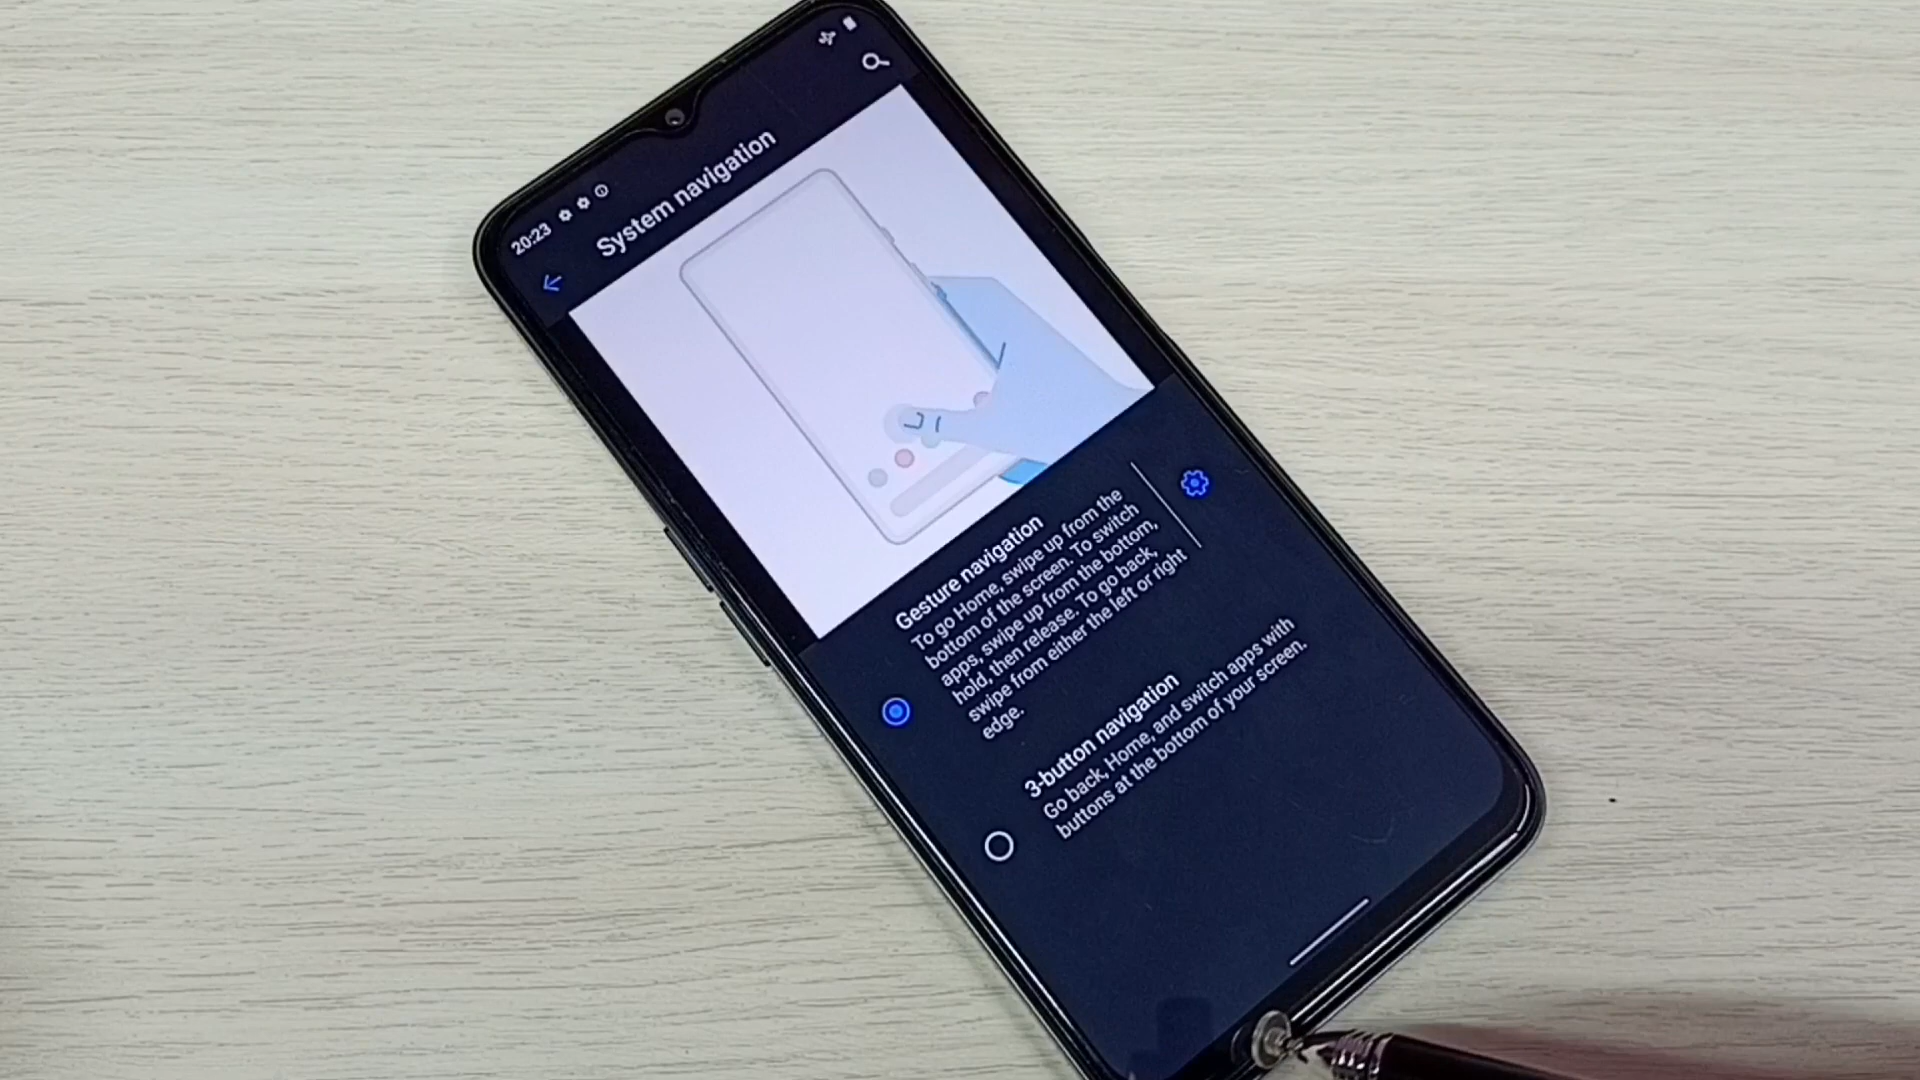 20:23
System navigation
Gesture navigation
To go Home, swipe up from the
bottom of the screen. To switch
apps, swipe up from the bottom,
hold, then release. To go back,
swipe from either the left or right
edge.
3-button navigation
Go back, Home, and switch apps with
buttons at the bottom of your screen.